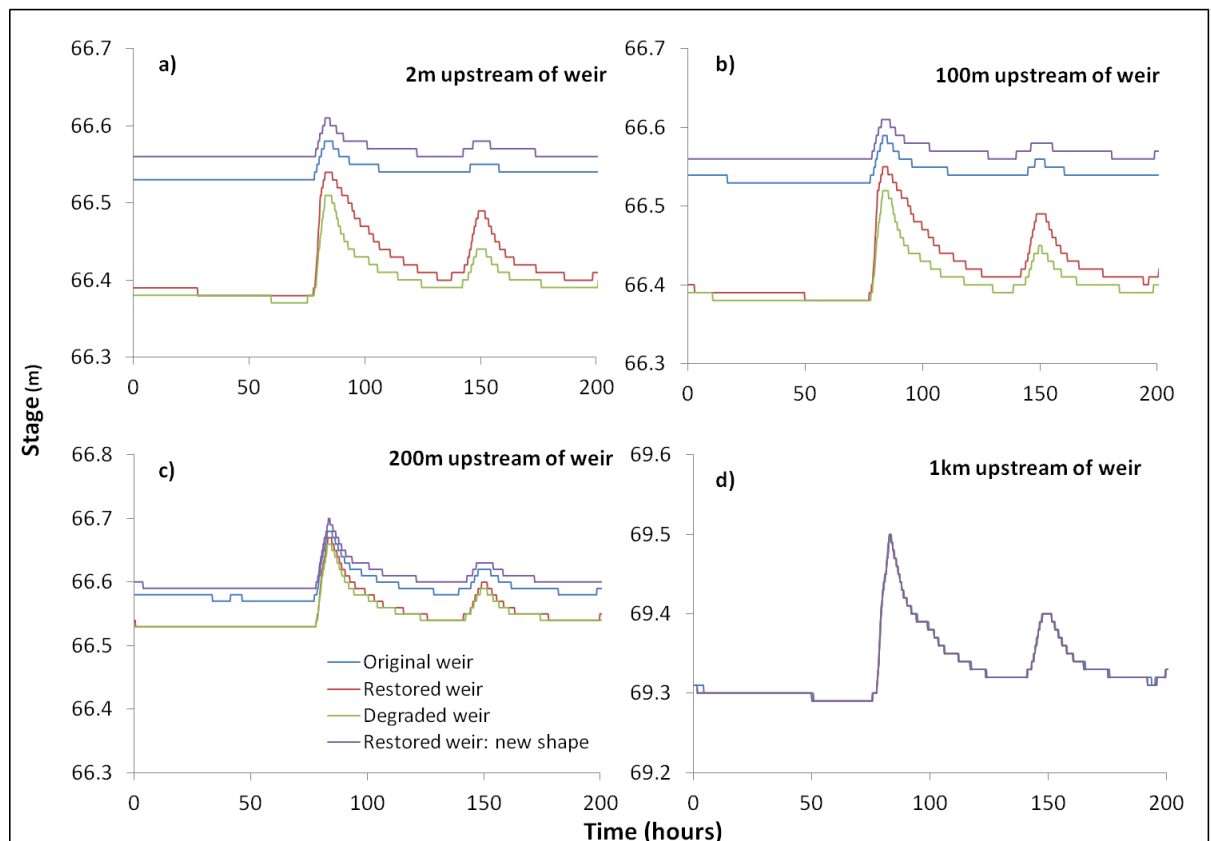 a)
2m upstream of weir
66.7
66.6
66.5
66.4
66.3
0 50 100 150 200
b)
100m upstream of weir
66.7
66.6
66.5
66.4
66.3
0 50 100 150 200
Stage (m)
c)
200m upstream of weir
66.8
66.7
66.6
66.5
66.4
66.3
0 50 100 150 200
Original weir
Restored weir
Degraded weir
Restored weir: new shape
d)
1km upstream of weir
69.6
69.5
69.4
69.3
69.2
0 50 100 150 200
Time (hours)